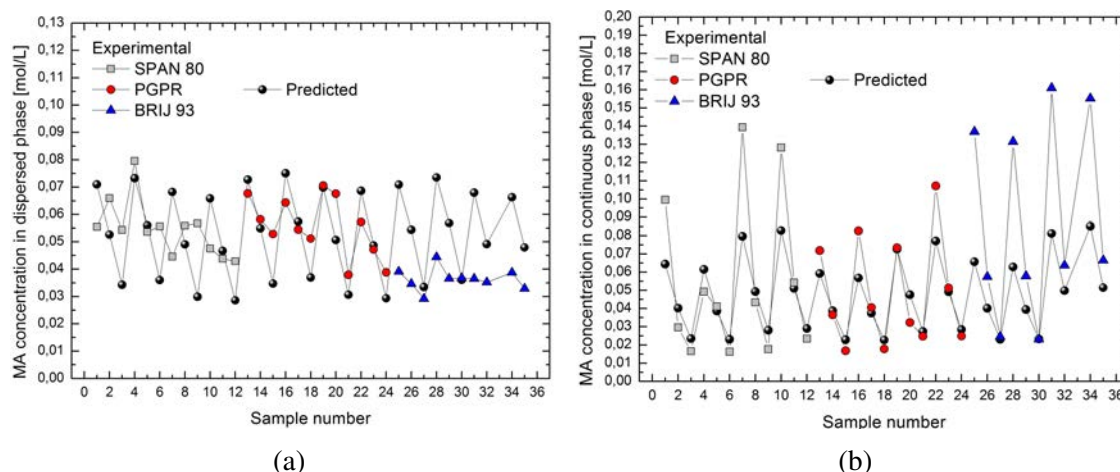 0,13
0,12
0,11
0,10
0,09
0,08
0,07
0,06
0,05
0,04
0,03
0,02
0,01
0,00
MA concentration in dispersed phase [mol/L]
Experimental
SPAN 80
PGPR
BRIJ 93
Predicted
0 2 4 6 8 10 12 14 16 18 20 22 24 26 28 30 32 34 36
Sample number
(a)
0,20
0,19
0,18
0,17
0,16
0,15
0,14
0,13
0,12
0,11
0,10
0,09
0,08
0,07
0,06
0,05
0,04
0,03
0,02
0,01
0,00
MA concentration in continuous phase [mol/L]
Experimental
SPAN 80
PGPR
BRIJ 93
Predicted
0 2 4 6 8 10 12 14 16 18 20 22 24 26 28 30 32 34 36
Sample number
(b)